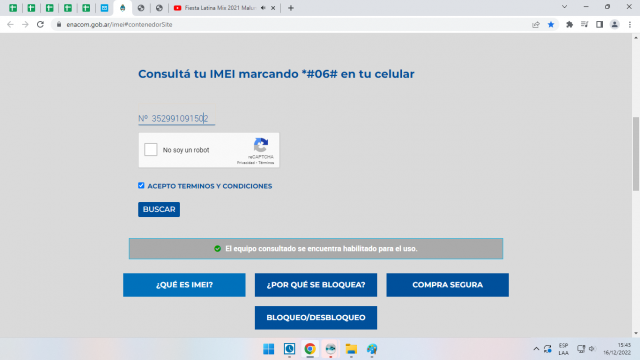 Fiesta Latina Mix 2021 Malu
enacom.gob.ar/imei#contenedorSite
Consultá tu IMEI marcando *#06# en tu celular
Nº 352991091502
No soy un robot
reCAPTCHA
Privacidad - Términos
ACEPTO TERMINOS Y CONDICIONES
BUSCAR
El equipo consultado se encuentra habilitado para el uso.
¿QUÉ ES IMEI?
¿POR QUÉ SE BLOQUEA?
COMPRA SEGURA
BLOQUEO/DESBLOQUEO
ESP
LAA
15:45
16/12/2022